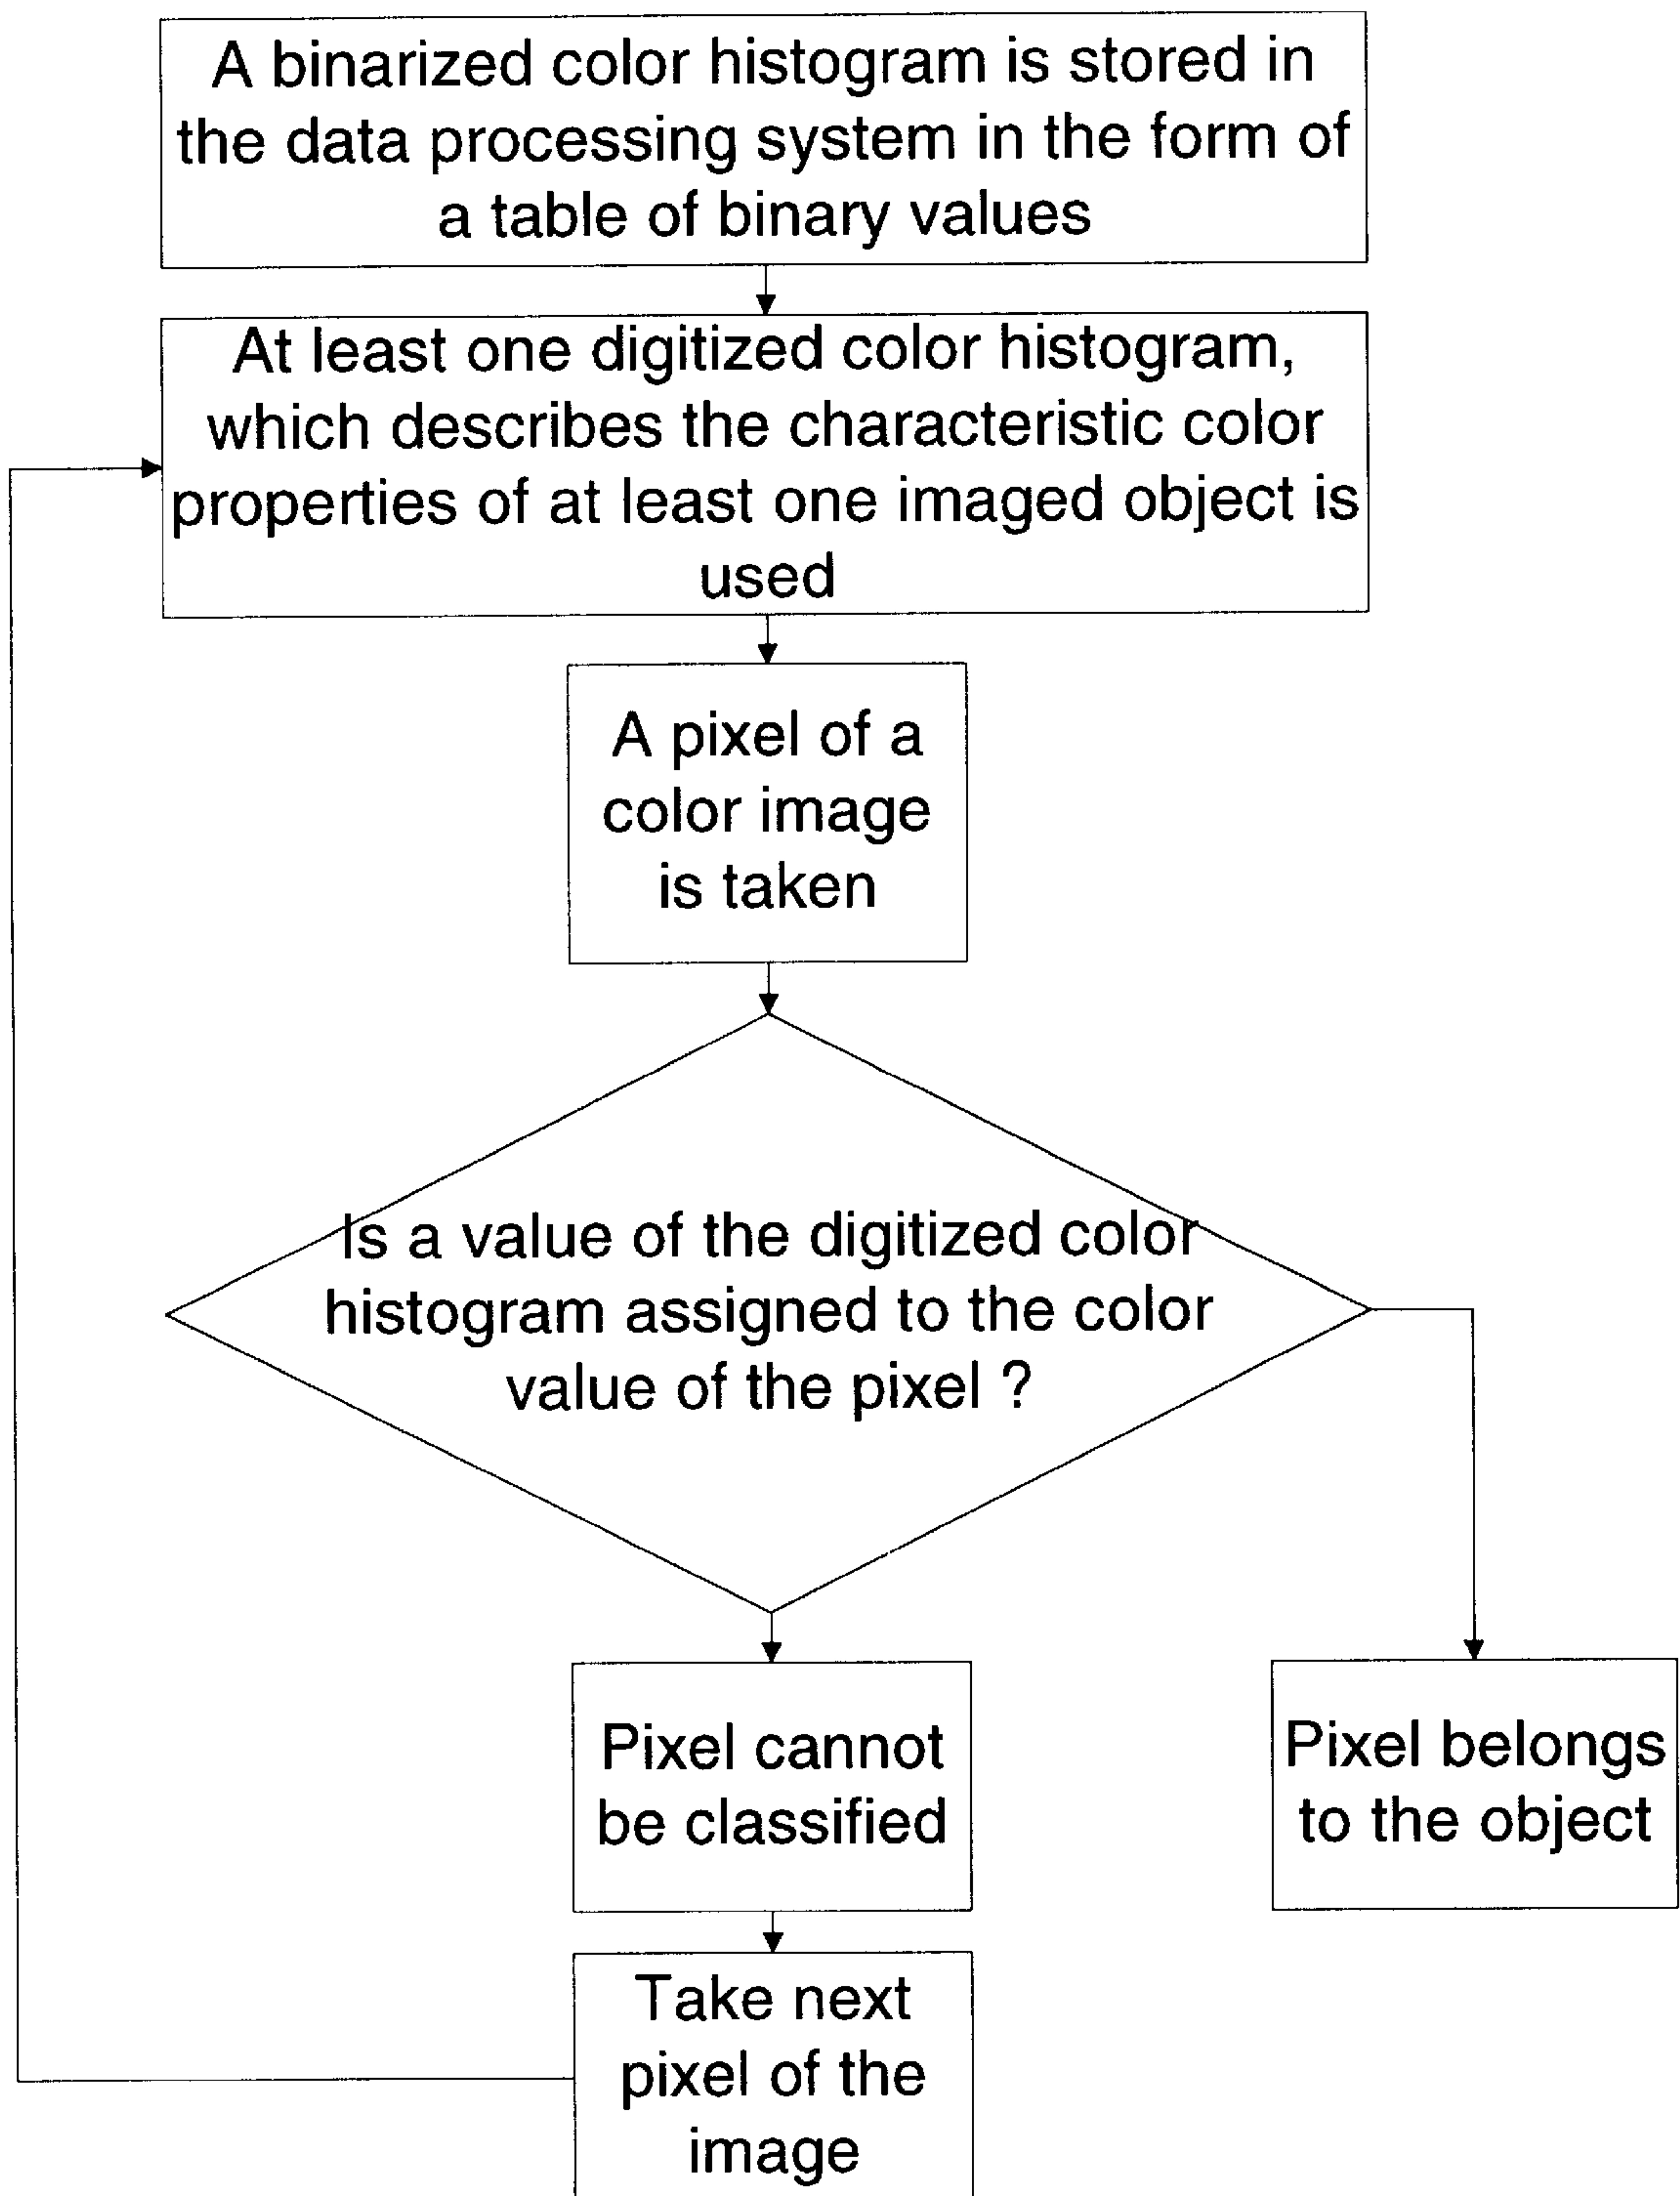 A binarized color histogram is stored in
the data processing system in the form of
a table of binary values
At least one digitized color histogram,
which describes the characteristic color
properties of at least one imaged object is
used
A pixel of a
color image
is taken
Is a value of the digitized color
histogram assigned to the color
value of the pixel ?
Pixel cannot
be classified
Pixel belongs
to the object
Take next
pixel of the
image